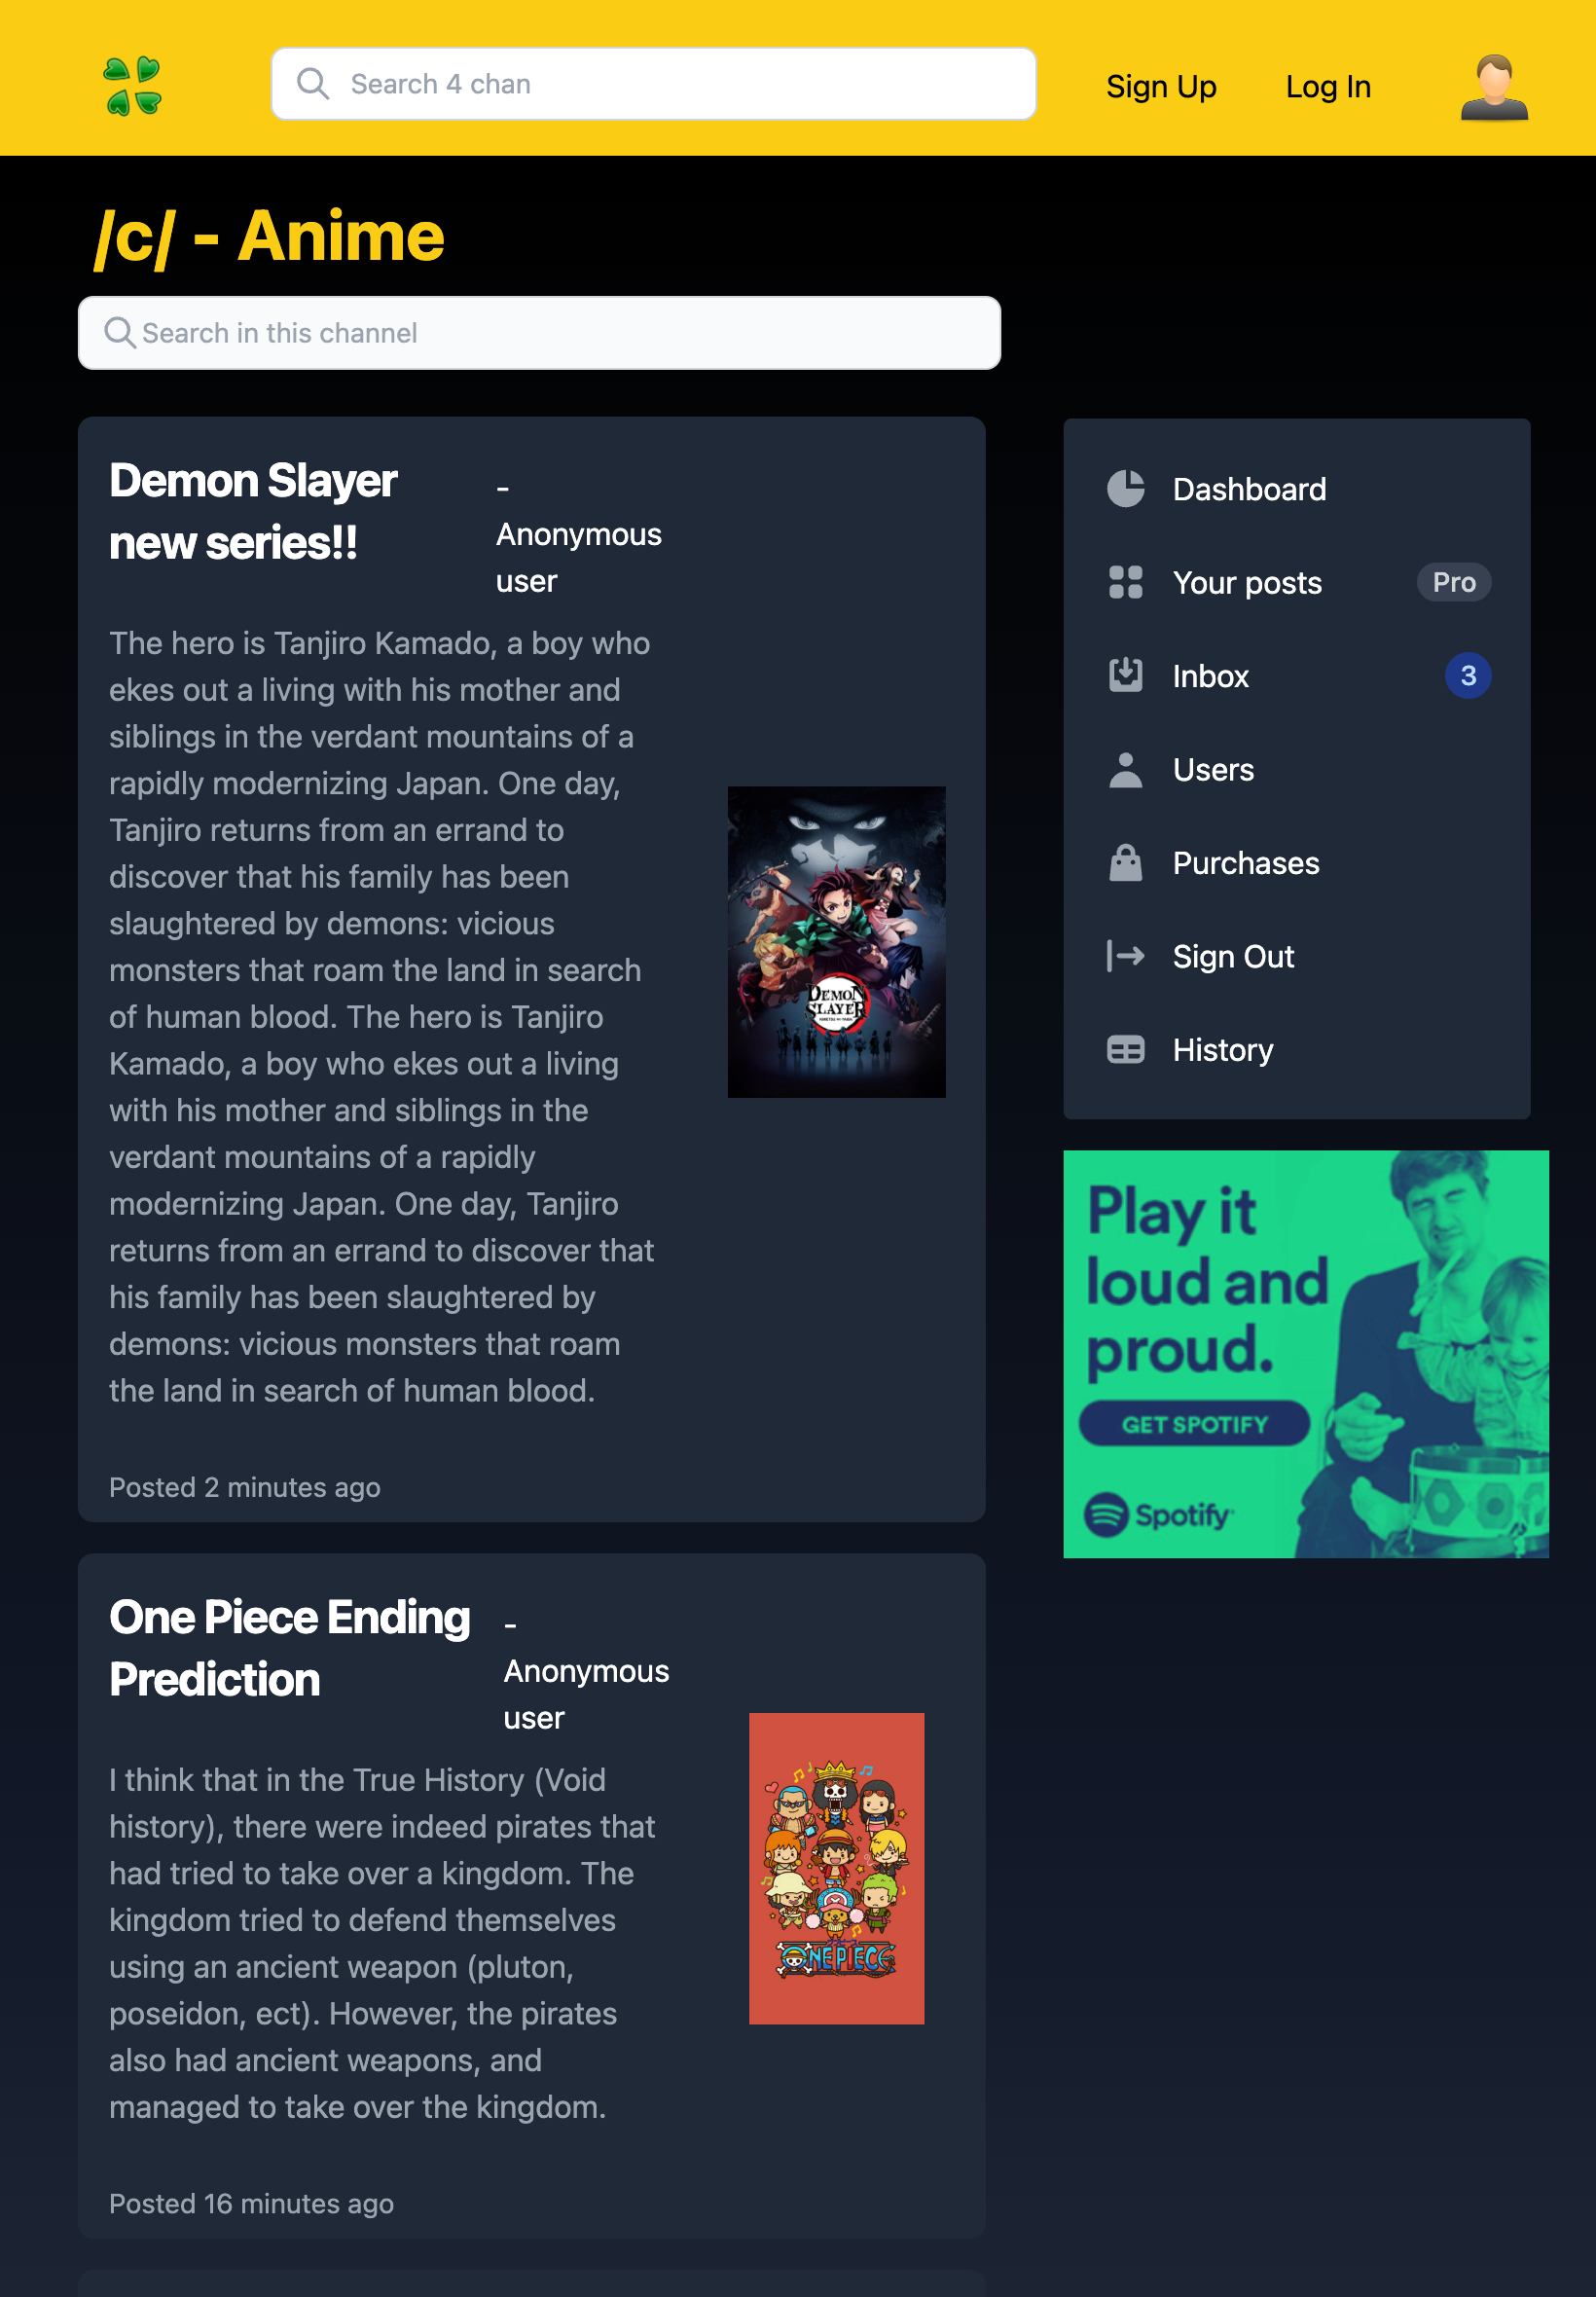 Search 4 chan
Sign Up
Log In
/c/ - Anime
Search in this channel
Demon Slayer
new series!!
-
Anonymous
user
The hero is Tanjiro Kamado, a boy who
ekes out a living with his mother and
siblings in the verdant mountains of a
rapidly modernizing Japan. One day,
Tanjiro returns from an errand to
discover that his family has been
slaughtered by demons: vicious
monsters that roam the land in search
of human blood. The hero is Tanjiro
Kamado, a boy who ekes out a living
with his mother and siblings in the
verdant mountains of a rapidly
modernizing Japan. One day, Tanjiro
returns from an errand to discover that
his family has been slaughtered by
demons: vicious monsters that roam
the land in search of human blood.
DEMON
SLAYER
Posted 2 minutes ago
One Piece Ending
Prediction
-
Anonymous
user
I think that in the True History (Void
history), there were indeed pirates that
had tried to take over a kingdom. The
kingdom tried to defend themselves
using an ancient weapon (pluton,
poseidon, ect). However, the pirates
also had ancient weapons, and
managed to take over the kingdom.
ONE PIECE
Posted 16 minutes ago
Dashboard
Your posts
Pro
Inbox
3
Users
Purchases
Sign Out
History
Play it
loud and
proud.
GET SPOTIFY
Spotify